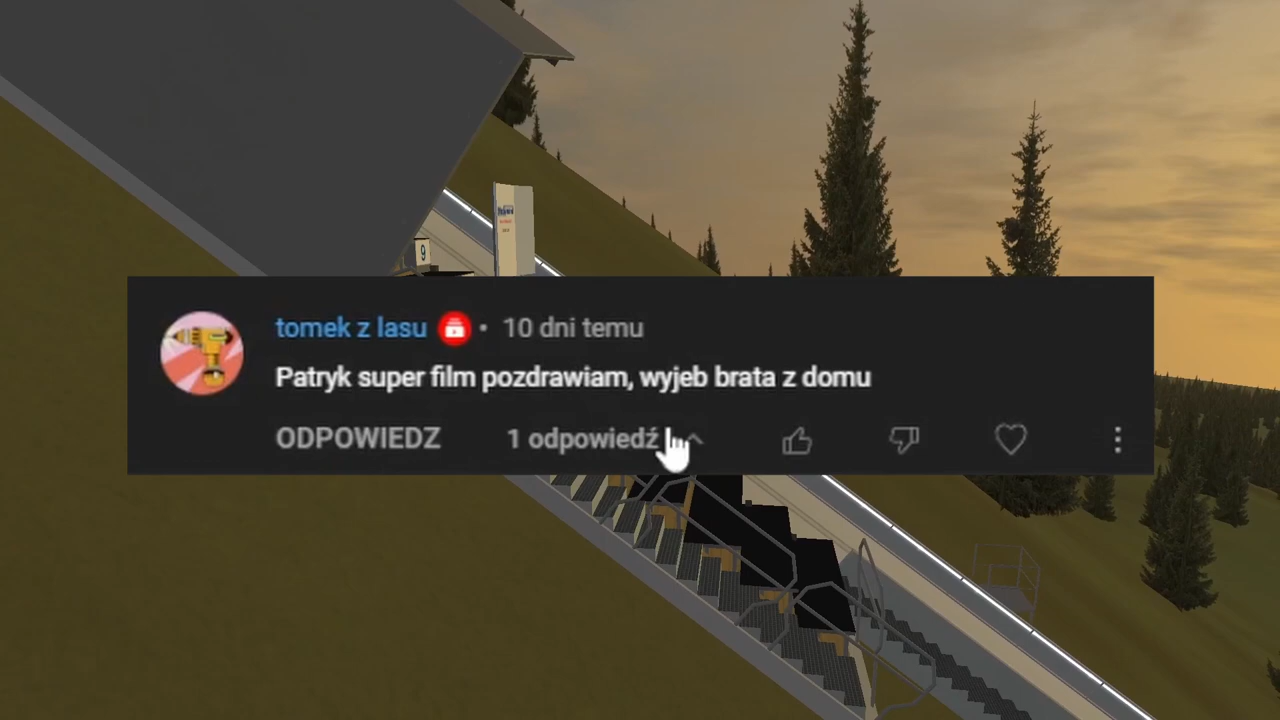 9
tomek z lasu • 10 dni temu
Patryk super film pozdrawiam, wyjeb brata z domu
ODPOWIEDZ 1 odpowiedź